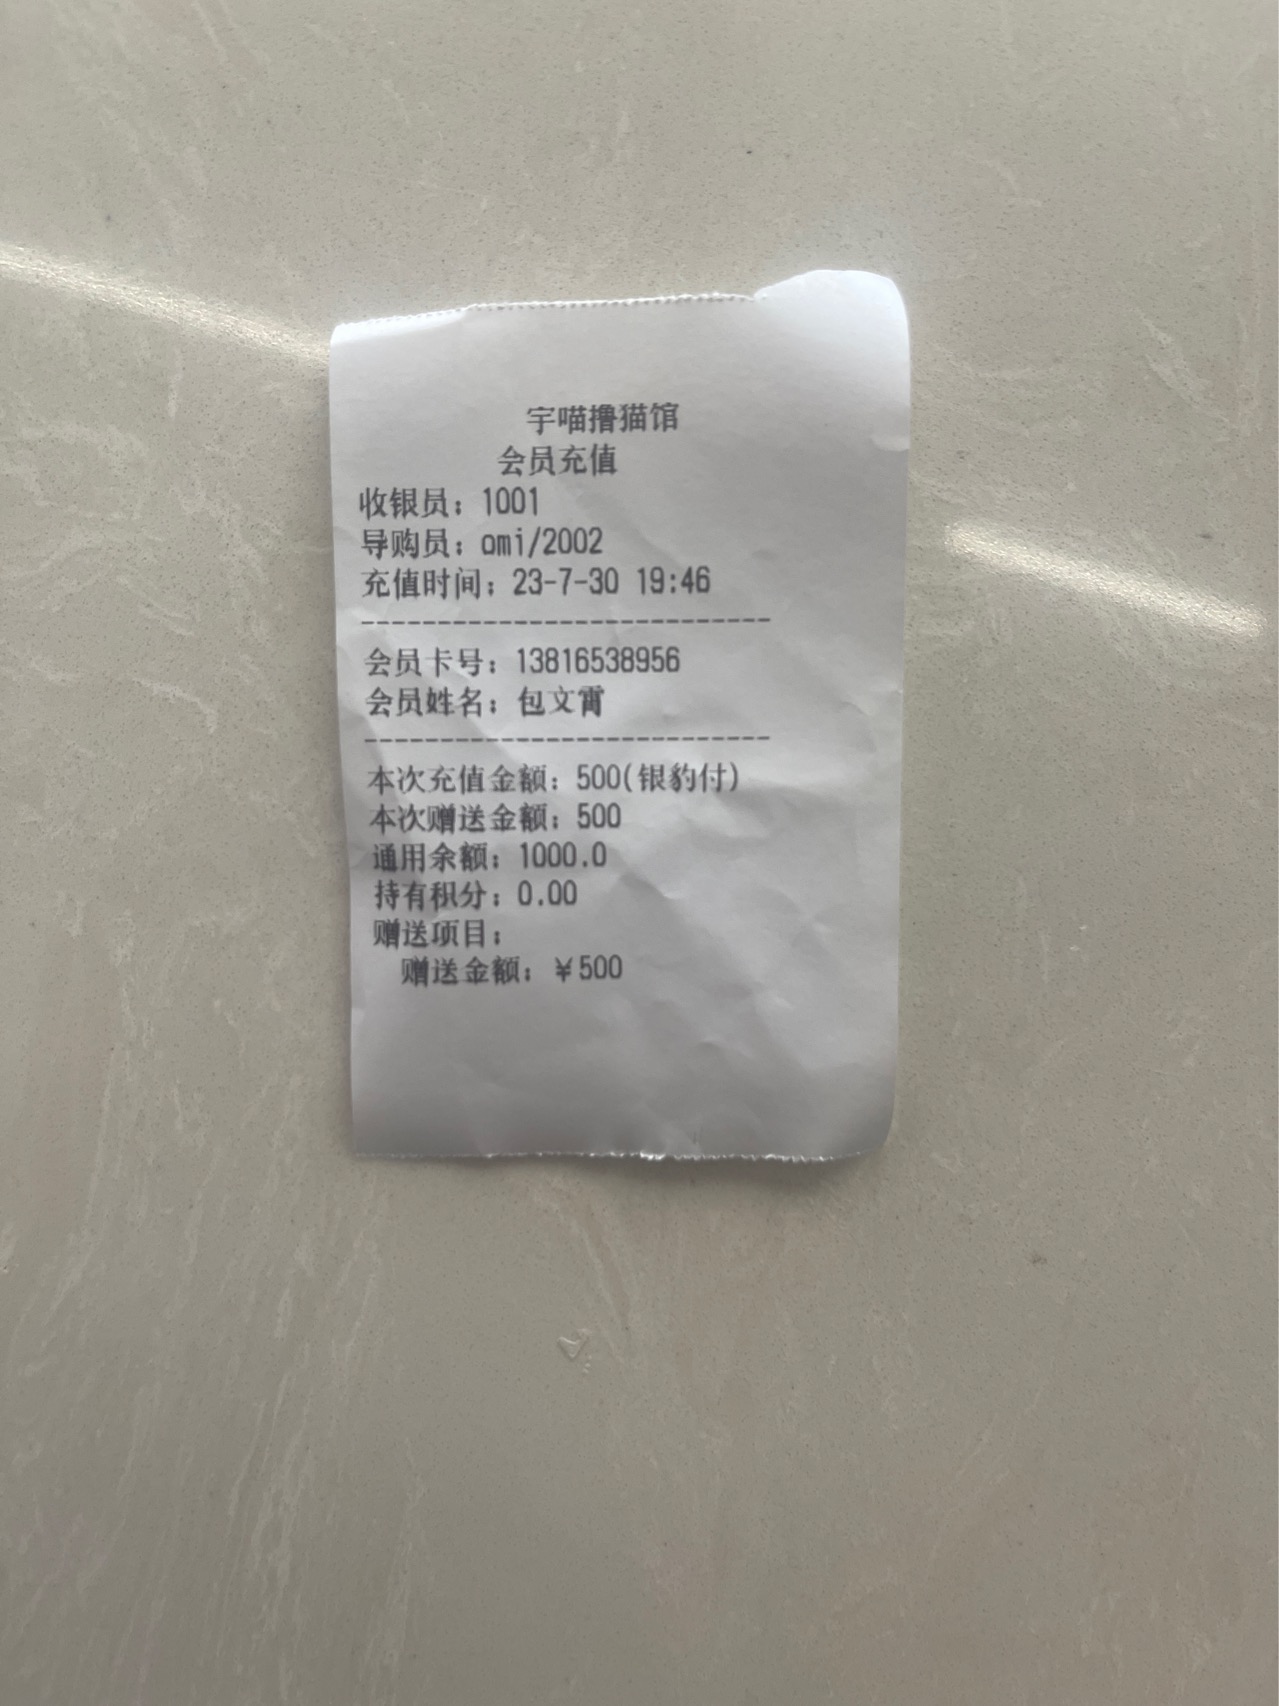 宇喵撸猫馆
会员充值
收银员：1001
导购员：omi/2002
充值时间：23-7-30 19:46
---------------------------
会员卡号：13816538956
会员姓名：包文霄
---------------------------
本次充值金额：500(银豹付)
本次赠送金额：500
通用余额：1000.0
持有积分：0.00
赠送项目：
赠送金额：￥500